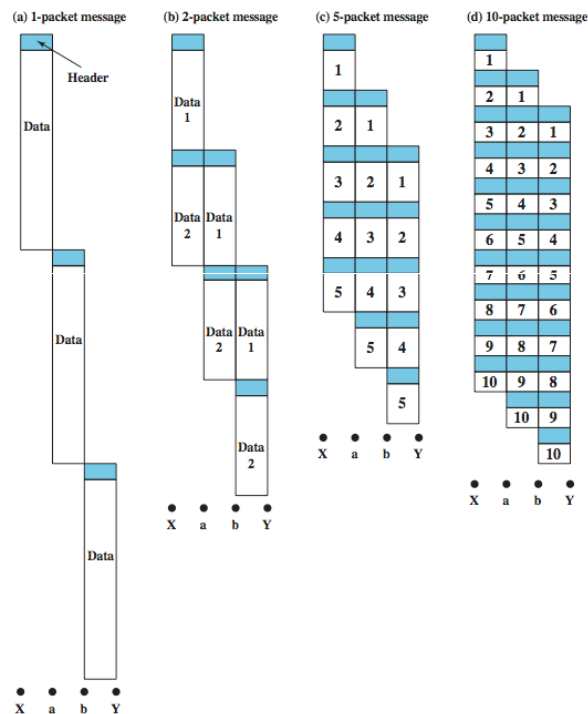 (a) 1-packet message
Header
Data
Data
Data
X a b Y
(b) 2-packet message
Data
1
Data Data
2 1
Data Data
2 1
Data
2
X a b Y
(c) 5-packet message
1
2 1
3 2 1
4 3 2
5 4 3
5 4
5
X a b Y
(d) 10-packet message
1
2 1
3 2 1
4 3 2
5 4 3
6 5 4
7 6 5
8 7 6
9 8 7
10 9 8
10 9
10
X a b Y